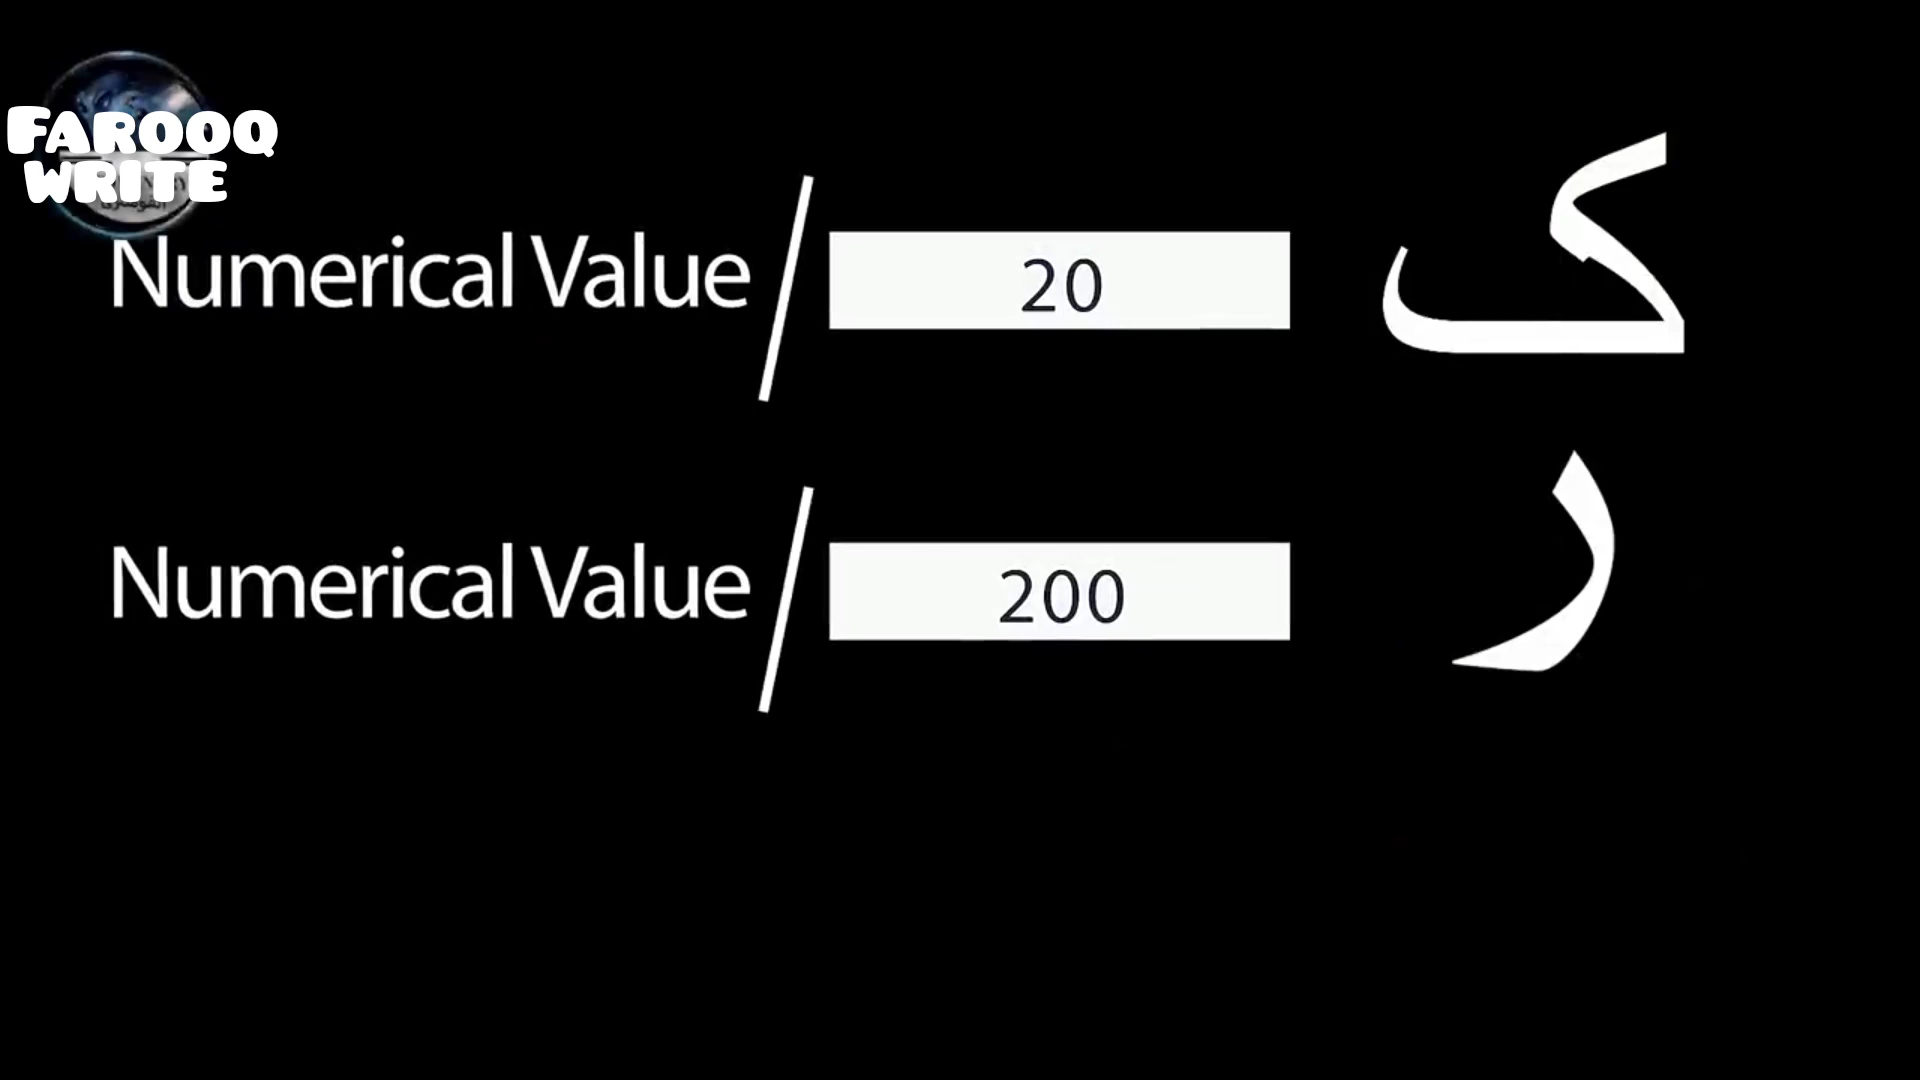 FAROOQ
WRITE
Numerical Value / 20 ک
Numerical Value / 200 ر